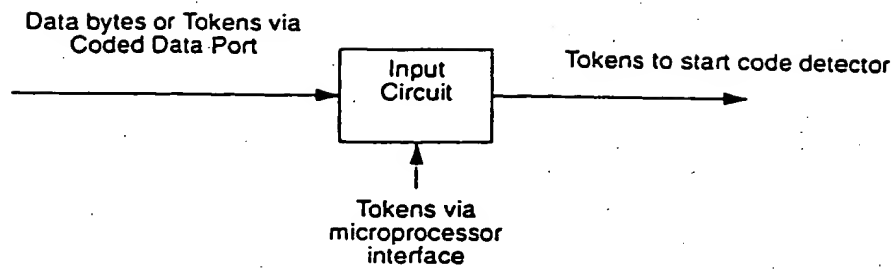 Data bytes or Tokens via
Coded Data Port
Input
Circuit
Tokens to start code detector
Tokens via
microprocessor
interface